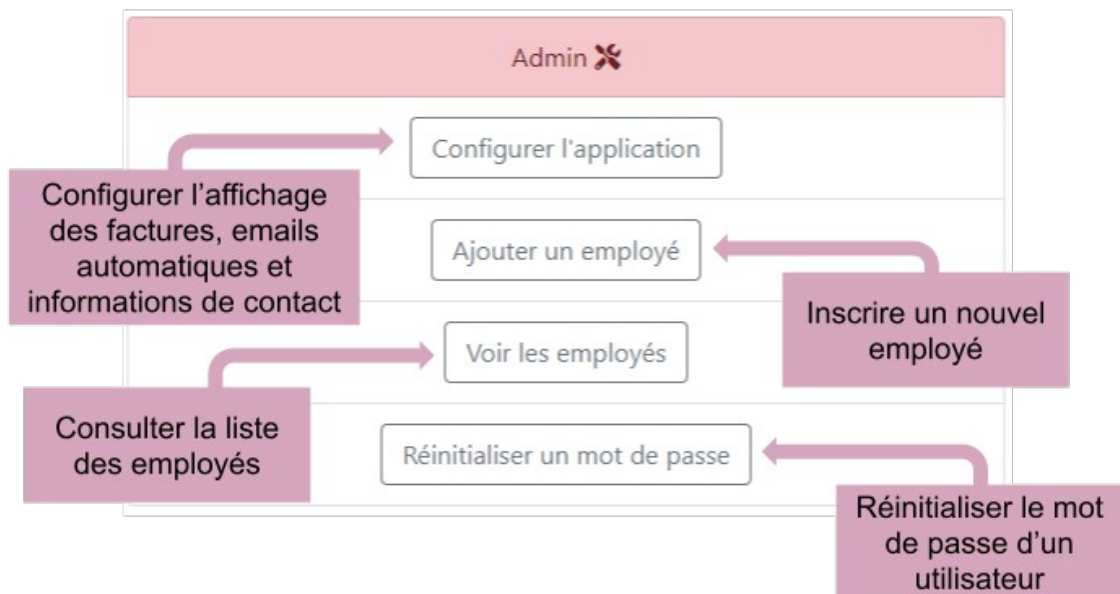 Admin
Configurer l'application
Configurer l’affichage
des factures, emails
automatiques et
informations de contact
Ajouter un employé
Inscrire un nouvel
employé
Voir les employés
Consulter la liste
des employés
Réinitialiser un mot de passe
Réinitialiser le mot
de passe d’un
utilisateur